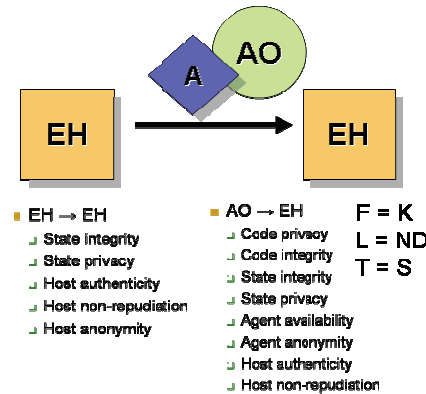 A
AO
EH
EH
EH → EH
State integrity
State privacy
Host authenticity
Host non-repudiation
Host anonymity
AO → EH
Code privacy
Code integrity
State integrity
State privacy
Agent availability
Agent anonymity
Host authenticity
Host non-repudiation
F = K
L = ND
T = S